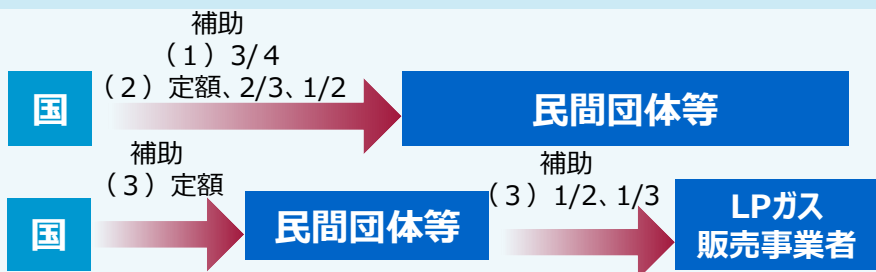 補助
（１）3/４
（２）定額、2/3、1/2
国
民間団体等
補助
（３）定額
補助
（３）1/2、1/3
国
民間団体等
LPガス
販売事業者